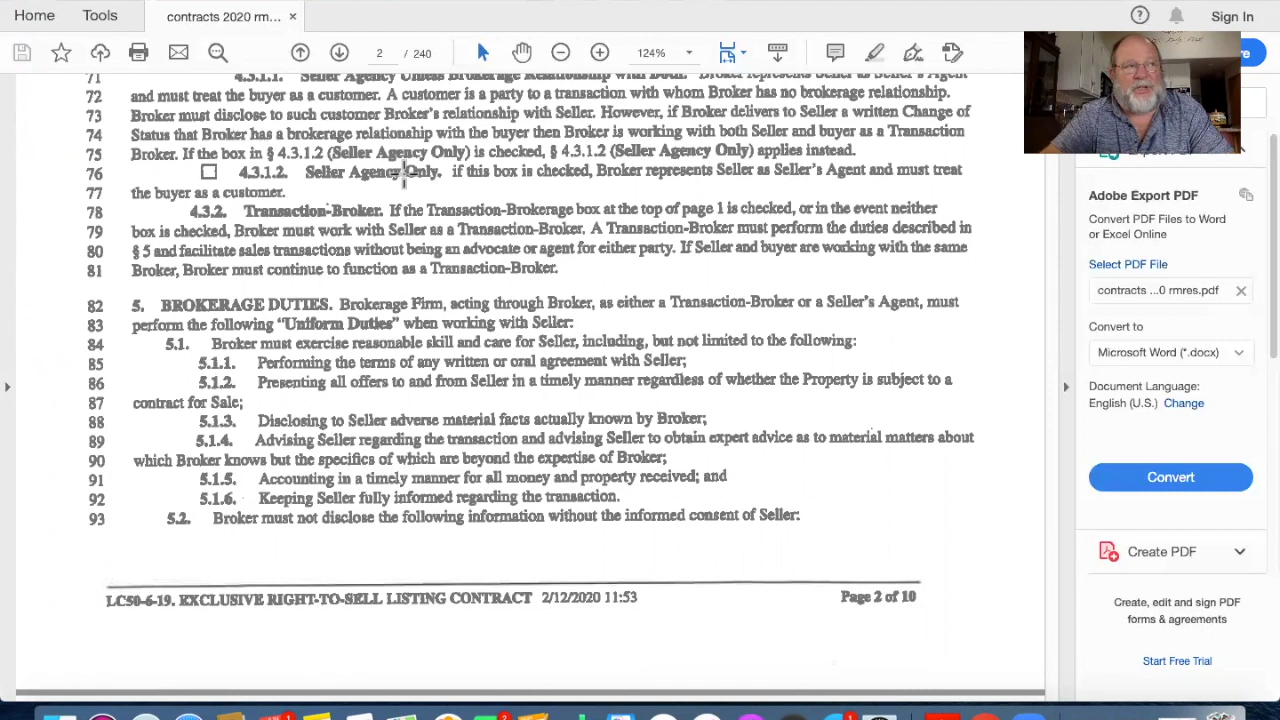 Home Tools contracts 2020 rm... × Sign In
2 / 240 124%
71 4.3.1.1. Seller Agency Unless Brokerage Relationship with Both. Broker represents Seller as Seller's Agent
72 and must treat the buyer as a customer. A customer is a party to a transaction with whom Broker has no brokerage relationship.
73 Broker must disclose to such customer Broker's relationship with Seller. However, if Broker delivers to Seller a written Change of
74 Status that Broker has a brokerage relationship with the buyer then Broker is working with both Seller and buyer as a Transaction
75 Broker. If the box in § 4.3.1.2 (Seller Agency Only) is checked, § 4.3.1.2 (Seller Agency Only) applies instead.
76 4.3.1.2. Seller Agency Only. if this box is checked, Broker represents Seller as Seller's Agent and must treat
77 the buyer as a customer.
78 4.3.2. Transaction-Broker. If the Transaction-Brokerage box at the top of page 1 is checked, or in the event neither
79 box is checked, Broker must work with Seller as a Transaction-Broker. A Transaction-Broker must perform the duties described in
80 § 5 and facilitate sales transactions without being an advocate or agent for either party. If Seller and buyer are working with the same
81 Broker, Broker must continue to function as a Transaction-Broker.
82 5. BROKERAGE DUTIES. Brokerage Firm, acting through Broker, as either a Transaction-Broker or a Seller's Agent, must
83 perform the following "Uniform Duties" when working with Seller:
84 5.1. Broker must exercise reasonable skill and care for Seller, including, but not limited to the following:
85 5.1.1. Performing the terms of any written or oral agreement with Seller;
86 5.1.2. Presenting all offers to and from Seller in a timely manner regardless of whether the Property is subject to a
87 contract for Sale;
88 5.1.3. Disclosing to Seller adverse material facts actually known by Broker;
89 5.1.4. Advising Seller regarding the transaction and advising Seller to obtain expert advice as to material matters about
90 which Broker knows but the specifics of which are beyond the expertise of Broker;
91 5.1.5. Accounting in a timely manner for all money and property received; and
92 5.1.6. Keeping Seller fully informed regarding the transaction.
93 5.2. Broker must not disclose the following information without the informed consent of Seller:
LC50-6-19. EXCLUSIVE RIGHT-TO-SELL LISTING CONTRACT 2/12/2020 11:53 Page 2 of 10
Adobe Export PDF
Convert PDF Files to Word
or Excel Online
Select PDF File
contracts ...0 rmres.pdf
Convert to
Microsoft Word (*.docx)
Document Language:
English (U.S.) Change
Convert
Create PDF
Create, edit and sign PDF
forms & agreements
Start Free Trial